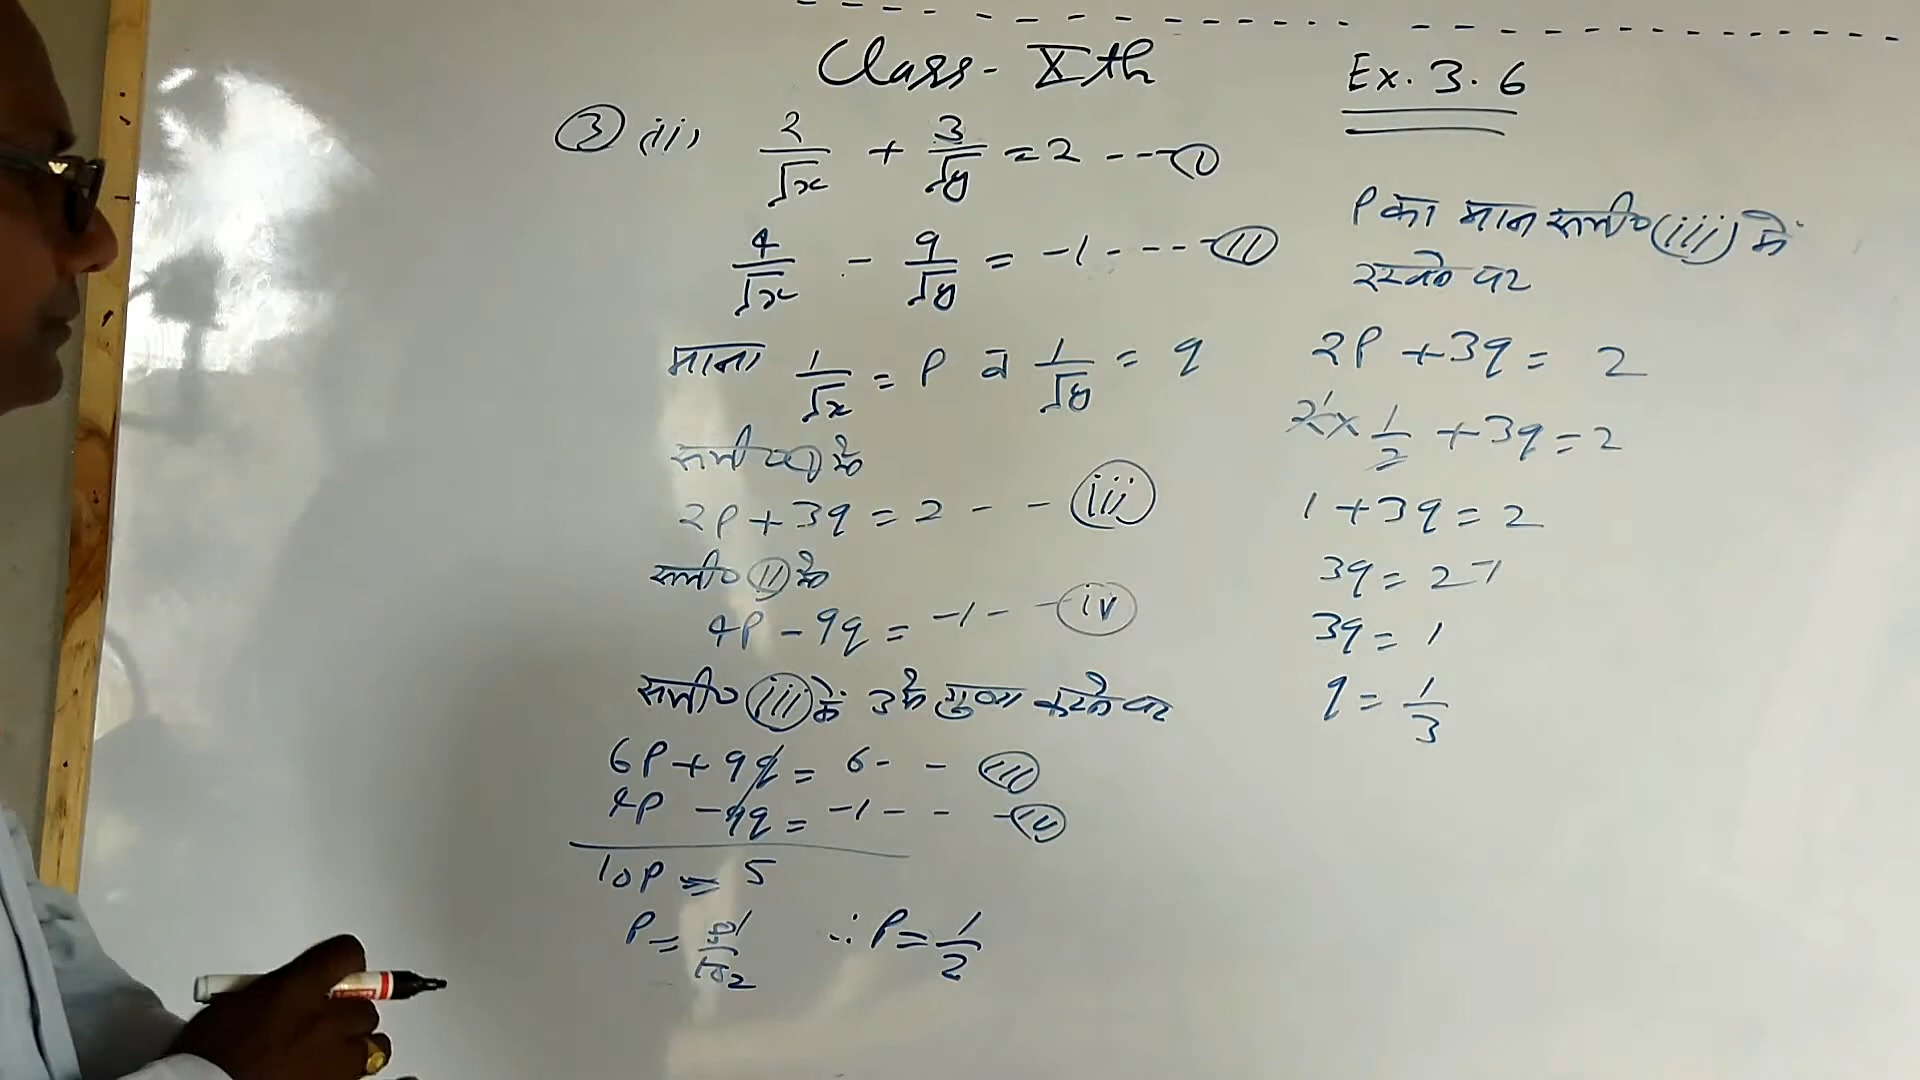 Class- Xth
Ex. 3. 6
③ (ii) 2/√x + 3/√y = 2 --- Ⓘ
4/√x - 9/√y = -1 --- (II)
माना 1/√x = P व 1/√y = q
समी० (I) से
2P + 3q = 2 - - (iii)
समी० (II) से
4P - 9q = -1 - - (iv)
समी० (iii) में 3 से गुणा करने पर
6P + 9q = 6 - - (iii)
4P - 9q = -1 - - - (iv)
10P = 5
P = 5 1/10 2 ∴ P = 1/2
P का मान समी० (iii) में
रखने पर
2P + 3q = 2
2 1 x 1/2 + 3q = 2
1 + 3q = 2
3q = 2 - 1
3q = 1
q = 1/3